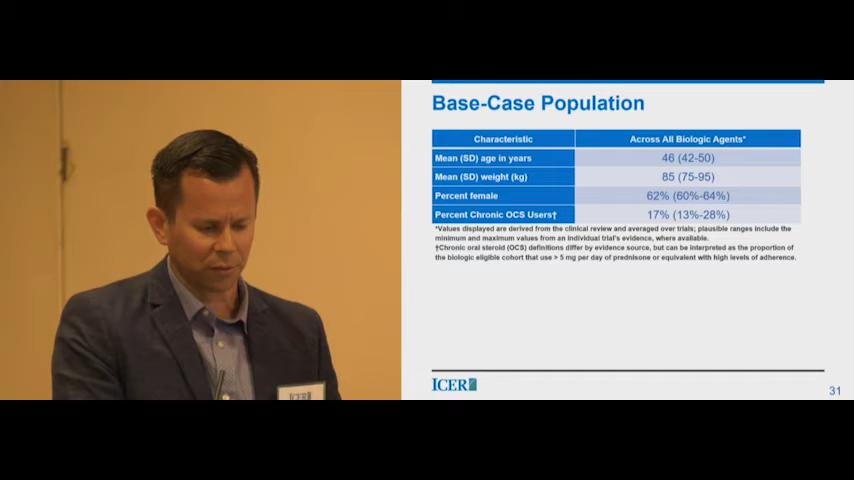 Base-Case Population
Characteristic Across All Biologic Agents*
Mean (SD) age in years 46 (42-50)
Mean (SD) weight (kg) 85 (75-95)
Percent female 62% (60%-64%)
Percent Chronic OCS Users† 17% (13%-28%)
*Values displayed are derived from the clinical review and averaged over trials; plausible ranges include the
minimum and maximum values from an individual trial's evidence, where available.
†Chronic oral steroid (OCS) definitions differ by evidence source, but can be interpreted as the proportion of
the biologic eligible cohort that use > 5 mg per day of prednisone or equivalent with high levels of adherence.
ICER
31
ICER